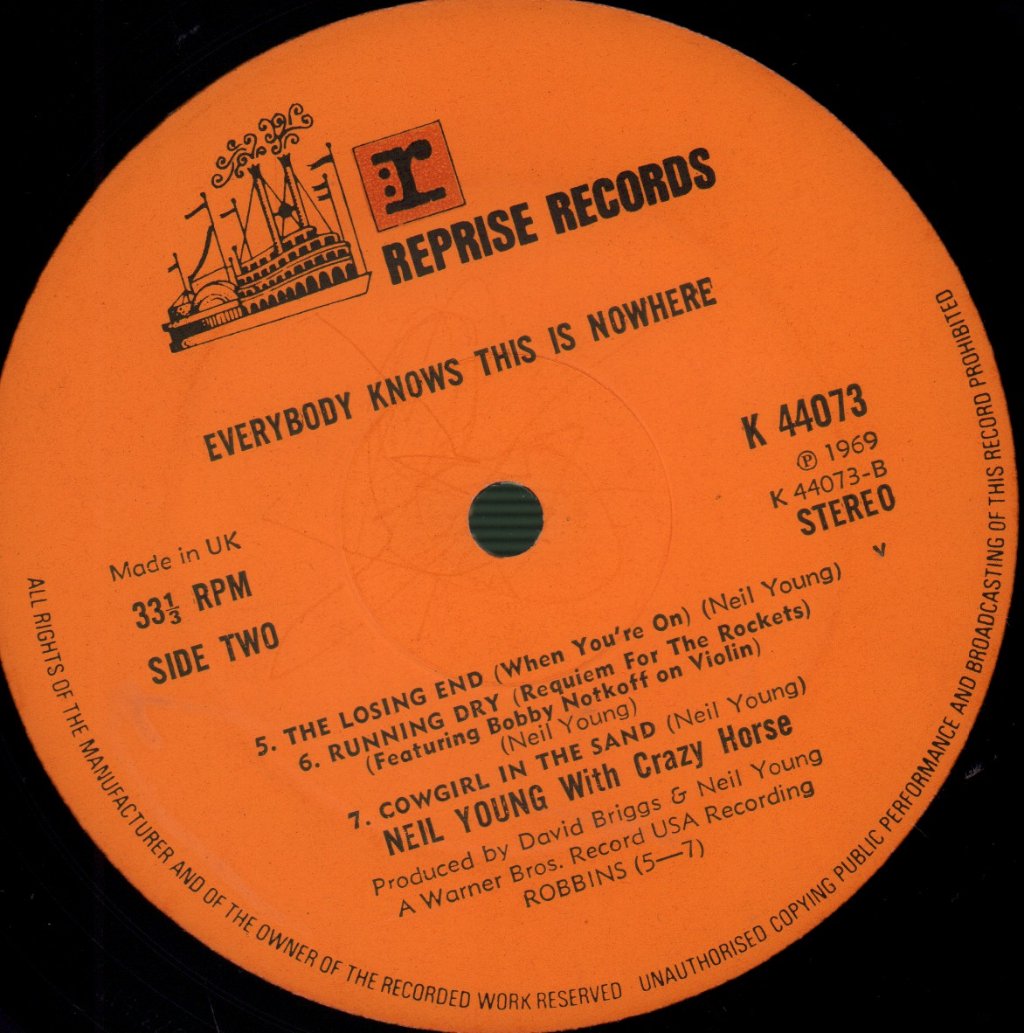 r:
REPRISE RECORDS
EVERYBODY KNOWS THIS IS NOWHERE
K 44073
℗ 1969
K 44073-B
STEREO
Made in UK
33⅓ RPM
SIDE TWO
5. THE LOSING END (When You're On) (Neil Young)
6. RUNNING DRY (Requiem For The Rockets)
(Featuring Bobby Notkoff on Violin)
(Neil Young)
7. COWGIRL IN THE SAND (Neil Young)
NEIL YOUNG With Crazy Horse
Produced by David Briggs & Neil Young
A Warner Bros. Record USA Recording
ROBBINS (5—7)
ALL RIGHTS OF THE MANUFACTURER AND OF THE OWNER OF THE RECORDED WORK RESERVED · UNAUTHORISED COPYING PUBLIC PERFORMANCE AND BROADCASTING OF THIS RECORD PROHIBITED